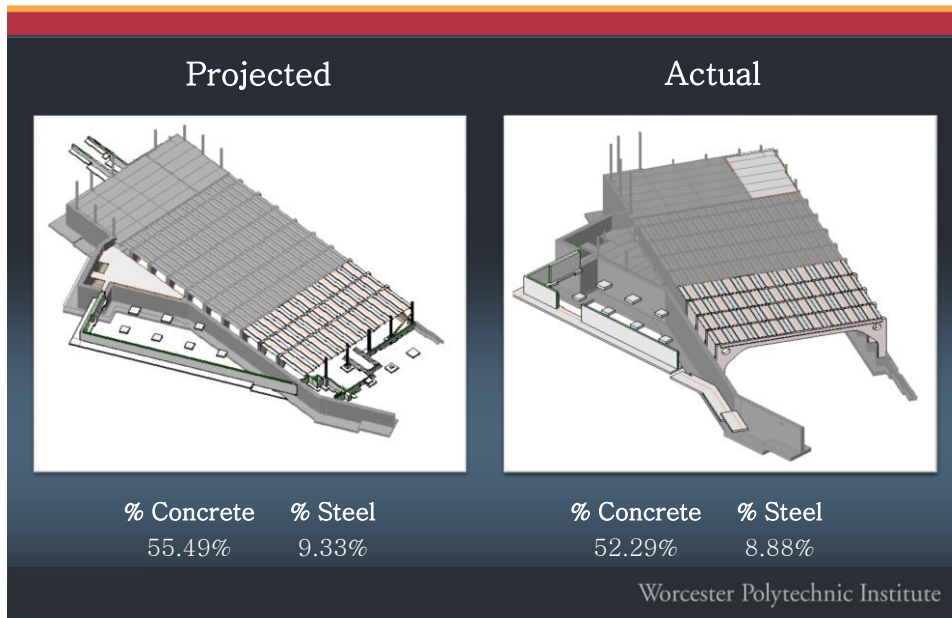 Projected
Actual
% Concrete % Steel
55.49% 9.33%
% Concrete % Steel
52.29% 8.88%
Worcester Polytechnic Institute